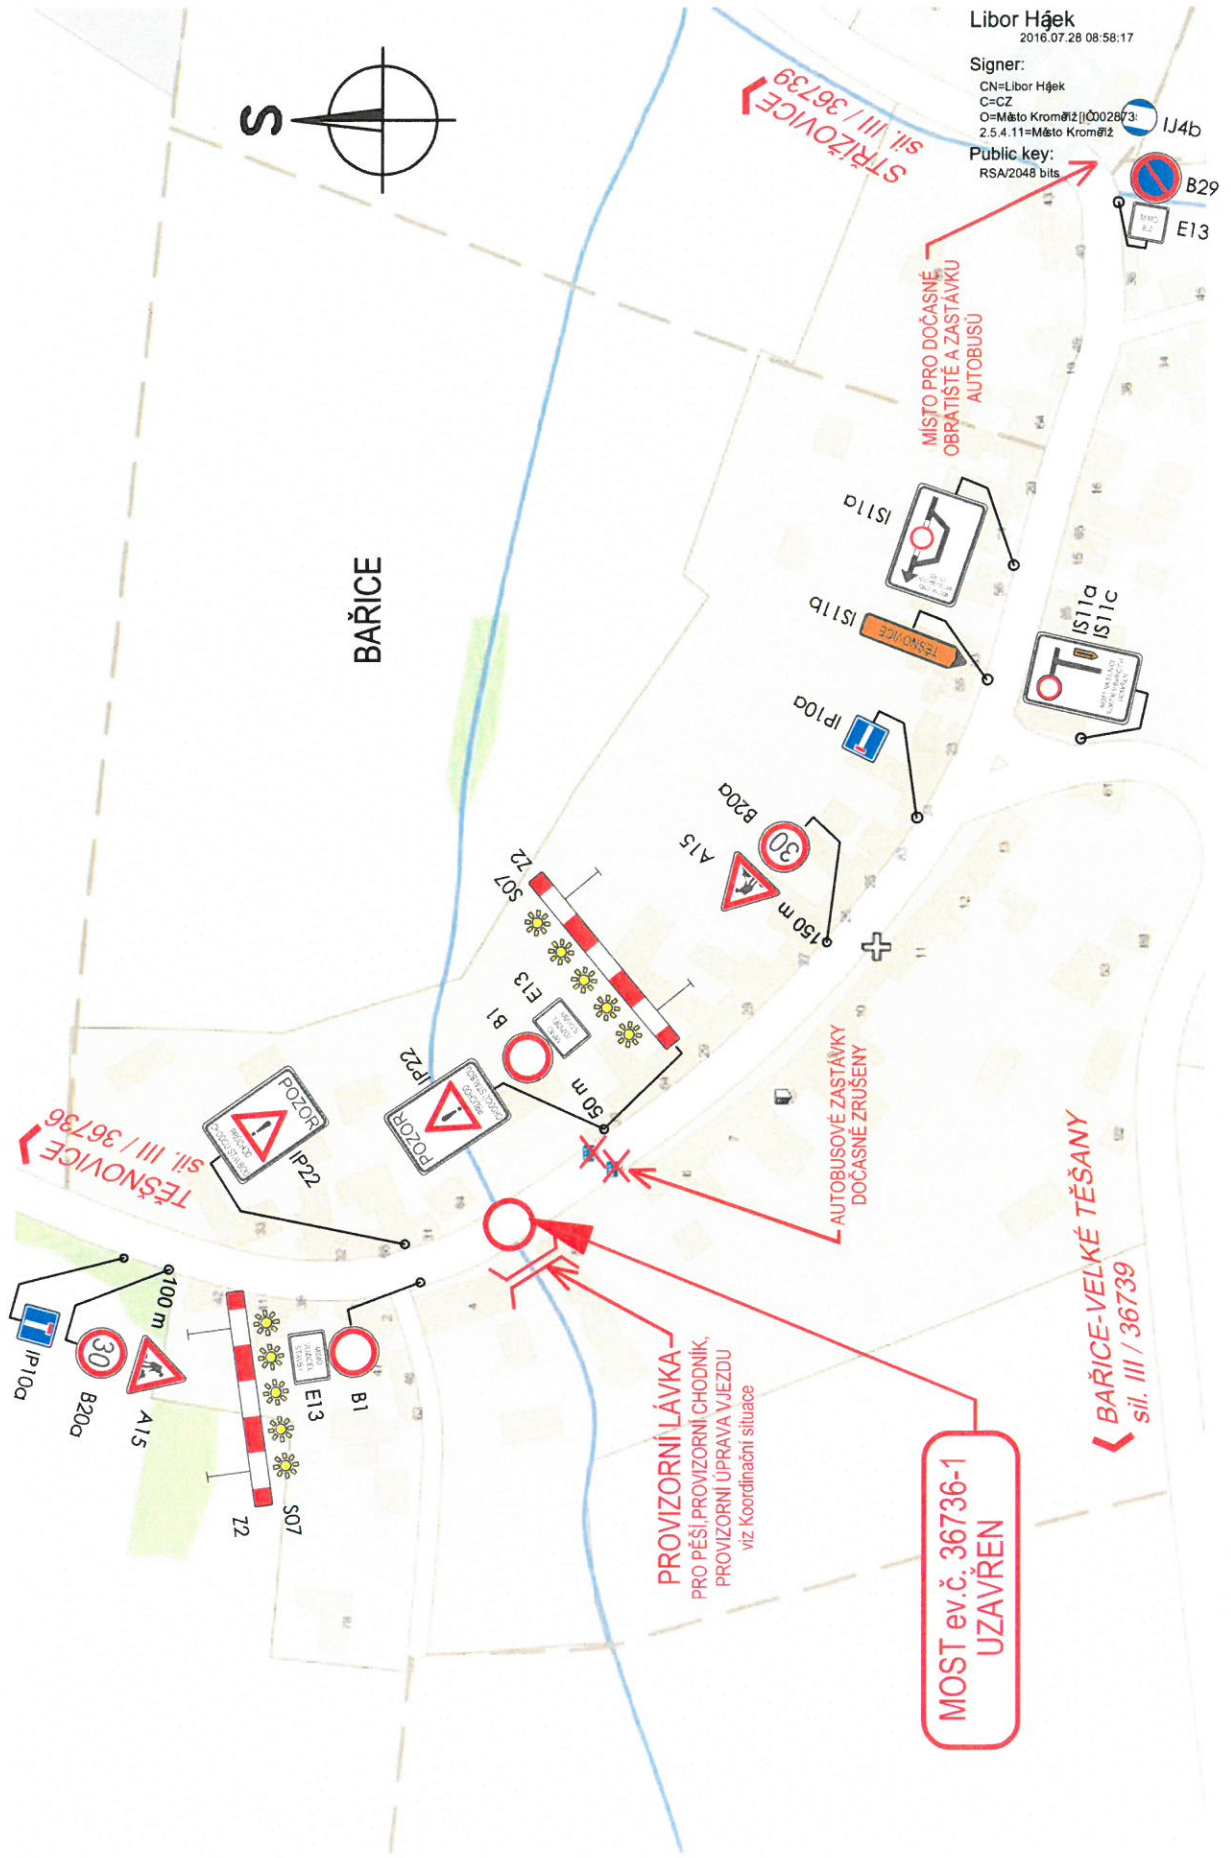 Libor Hájek
2016.07.28 08:58:17
Signer:
CN=Libor Hájek
C=CZ
O=Město Kroměříž [IČ002873
2.5.4.11=Město Kroměříž
Public key:
RSA/2048 bits
S
BAŘICE
STŘÍŽOVICE
sil. III / 36739
IJ4b
B29
E13
MÍSTO PRO DOČASNÉ
OBRATIŠTĚ A ZASTÁVKU
AUTOBUSŮ
IS11a
IS11b
TĚŠNOVICE
IS11a
IS11c
IP10a
B20a
30
A15
150 m
Z2
S07
E13
B1
50 m
IP22
POZOR
TĚŠNOVICE
sil. III / 36736
POZOR
IP22
IP10a
100 m
30
B20a
A15
E13
B1
Z2
S07
AUTOBUSOVÉ ZASTÁVKY
DOČASNĚ ZRUŠENY
PROVIZORNÍ LÁVKA
PRO PĚŠÍ,PROVIZORNÍ CHODNÍK,
PROVIZORNÍ ÚPRAVA VJEZDU
viz Koordinační situace
MOST ev.č. 36736-1
UZAVŘEN
BAŘICE-VELKÉ TĚŠANY
sil. III / 36739